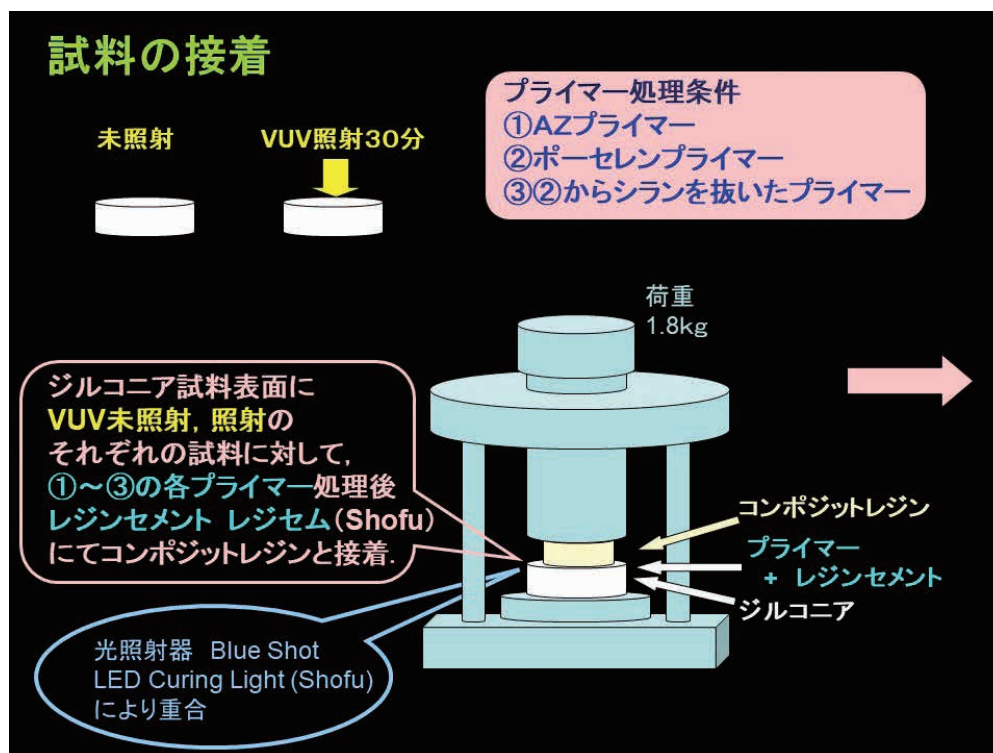 試料の接着
未照射
VUV照射30分
プライマー処理条件
①AZプライマー
②ポーセレンプライマー
③②からシランを抜いたプライマー
荷重
1.8kg
ジルコニア試料表面に
VUV未照射, 照射の
それぞれの試料に対して,
①～③の各プライマー処理後
レジンセメント レジセム(Shofu)
にてコンポジットレジンと接着.
コンポジットレジン
プライマー
+ レジンセメント
ジルコニア
光照射器 Blue Shot
LED Curing Light (Shofu)
により重合